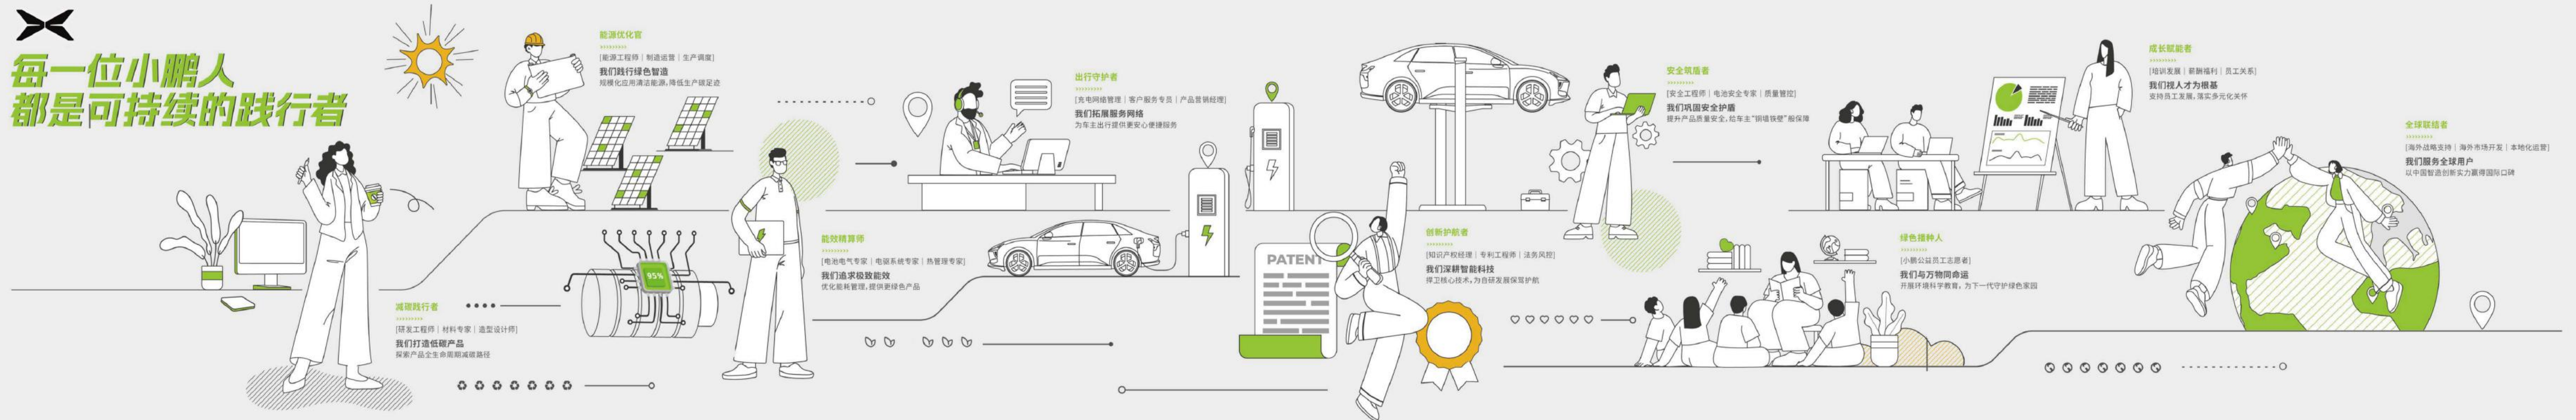 每一位小鹏人
都是可持续的践行者
减碳践行者
[研发工程师｜材料专家｜造型设计师]
我们打造低碳产品
探索产品全生命周期减碳路径
能源优化官
[能源工程师｜制造运营｜生产调度]
我们践行绿色智造
规模化应用清洁能源，降低生产碳足迹
95%
能效精算师
[电池电气专家｜电驱系统专家｜热管理专家]
我们追求极致能效
优化能耗管理，提供更绿色产品
出行守护者
[充电网络管理｜客户服务专员｜产品营销经理]
我们拓展服务网络
为车主出行提供更安心便捷服务
PATENT
创新护航者
[知识产权经理｜专利工程师｜法务风控]
我们深耕智能科技
捍卫核心技术，为自研发展保驾护航
安全筑盾者
[安全工程师｜电池安全专家｜质量管控]
我们巩固安全护盾
提升产品质量安全，给车主“铜墙铁壁”般保障
绿色播种人
[小鹏公益员工志愿者]
我们与万物同命运
开展环境科学教育，为下一代守护绿色家园
成长赋能者
[培训发展｜薪酬福利｜员工关系]
我们视人才为根基
支持员工发展，落实多元化关怀
全球联结者
[海外战略支持｜海外市场开发｜本地化运营]
我们服务全球用户
以中国智造创新实力赢得国际口碑